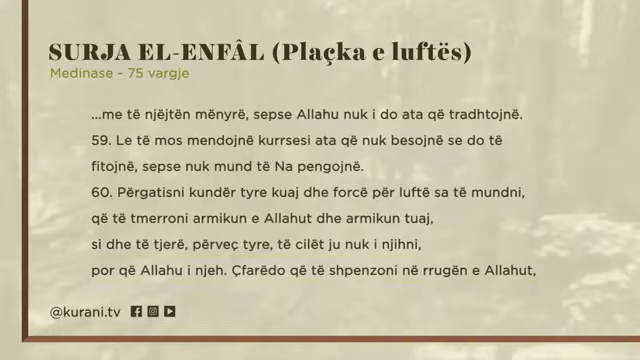 SURJA EL-ENFÂL (Plaçka e luftës)
Medinase - 75 vargje
...me të njëjtën mënyrë, sepse Allahu nuk i do ata që tradhtojnë.
59. Le të mos mendojnë kurrsesi ata që nuk besojnë se do të
fitojnë, sepse nuk mund të Na pengojnë.
60. Përgatisni kundër tyre kuaj dhe forcë për luftë sa të mundni,
që të tmerroni armikun e Allahut dhe armikun tuaj,
si dhe të tjerë, përveç tyre, të cilët ju nuk i njihni,
por që Allahu i njeh. Çfarëdo që të shpenzoni në rrugën e Allahut,
@kurani.tv